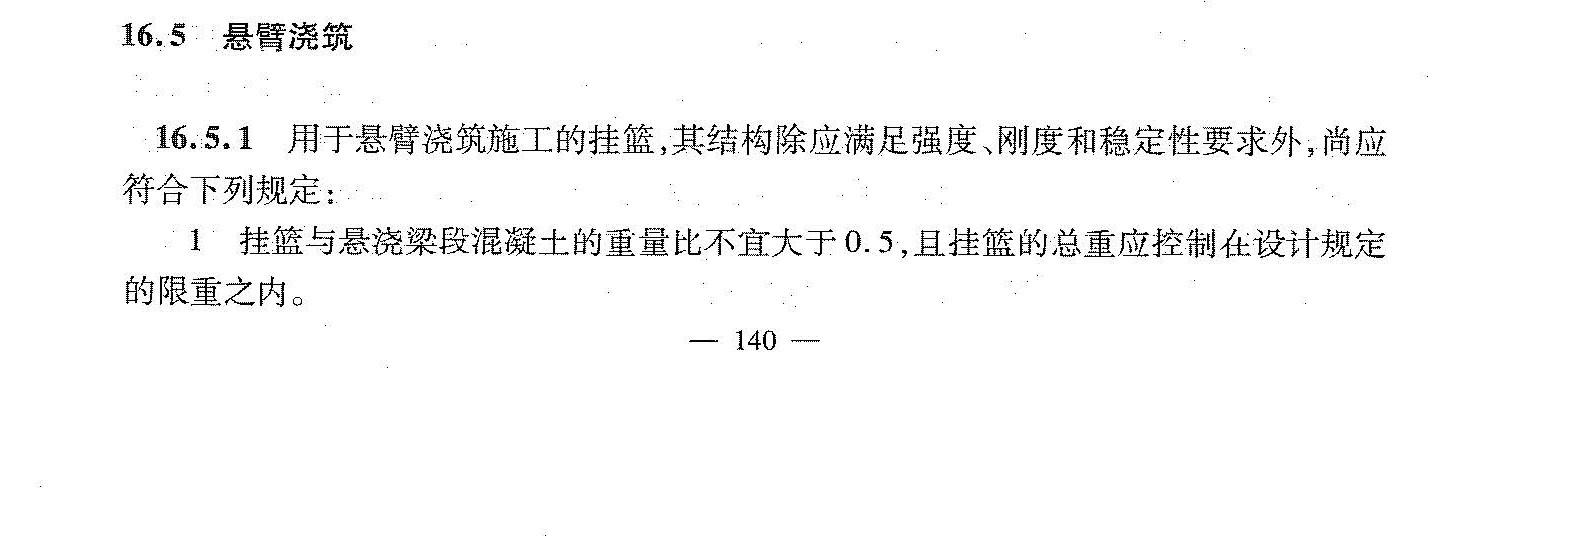 16.5 悬臂浇筑
16.5.1 用于悬臂浇筑施工的挂篮,其结构除应满足强度、刚度和稳定性要求外,尚应
符合下列规定:
1 挂篮与悬浇梁段混凝土的重量比不宜大于0.5,且挂篮的总重应控制在设计规定
的限重之内。
— 140 —